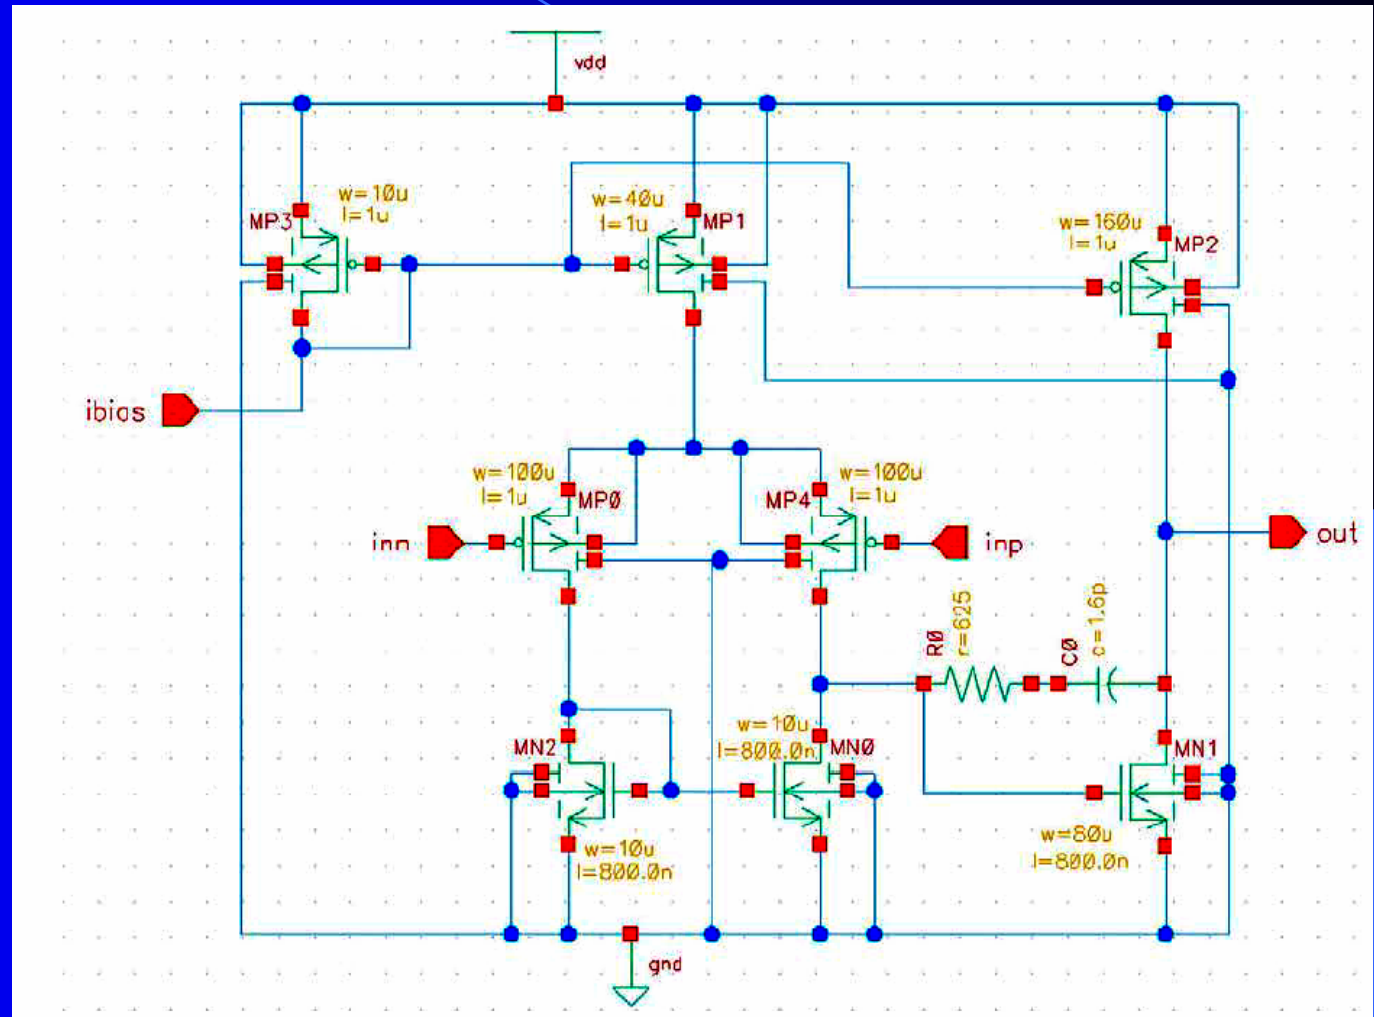 vdd
w=10u
l=1u
MP3
w=40u
l=1u
MP1
w=160u
l=1u
MP2
ibias
w=100u
l=1u
MP0
w=100u
l=1u
MP4
inn
inp
out
R0
r=625
C0
c=1.6p
MN2
w=10u
l=800.0n
w=10u
l=800.0n
MN0
MN1
w=80u
l=800.0n
gnd